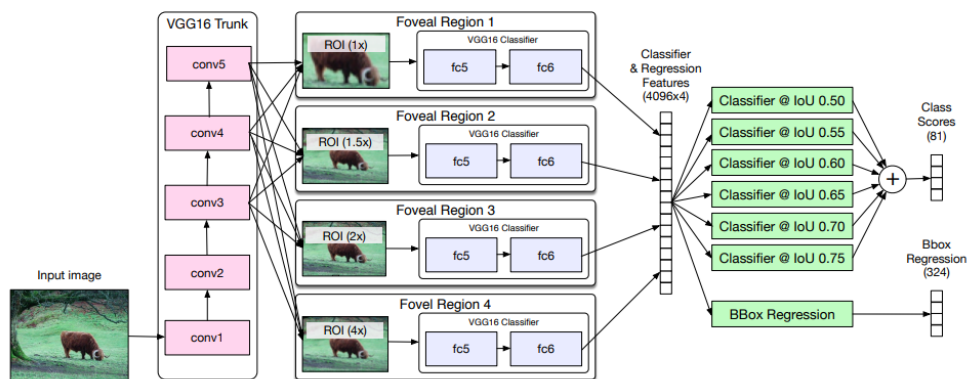 VGG16 Trunk
conv5
conv4
conv3
conv2
conv1
Input image
Foveal Region 1
ROI (1x)
VGG16 Classifier
fc5
fc6
Foveal Region 2
ROI (1.5x)
VGG16 Classifier
fc5
fc6
Foveal Region 3
ROI (2x)
VGG16 Classifier
fc5
fc6
Fovel Region 4
ROI (4x)
VGG16 Classifier
fc5
fc6
Classifier
& Regression
Features
(4096x4)
Classifier @ IoU 0.50
Classifier @ IoU 0.55
Classifier @ IoU 0.60
Classifier @ IoU 0.65
Classifier @ IoU 0.70
Classifier @ IoU 0.75
BBox Regression
+
Class
Scores
(81)
Bbox
Regression
(324)